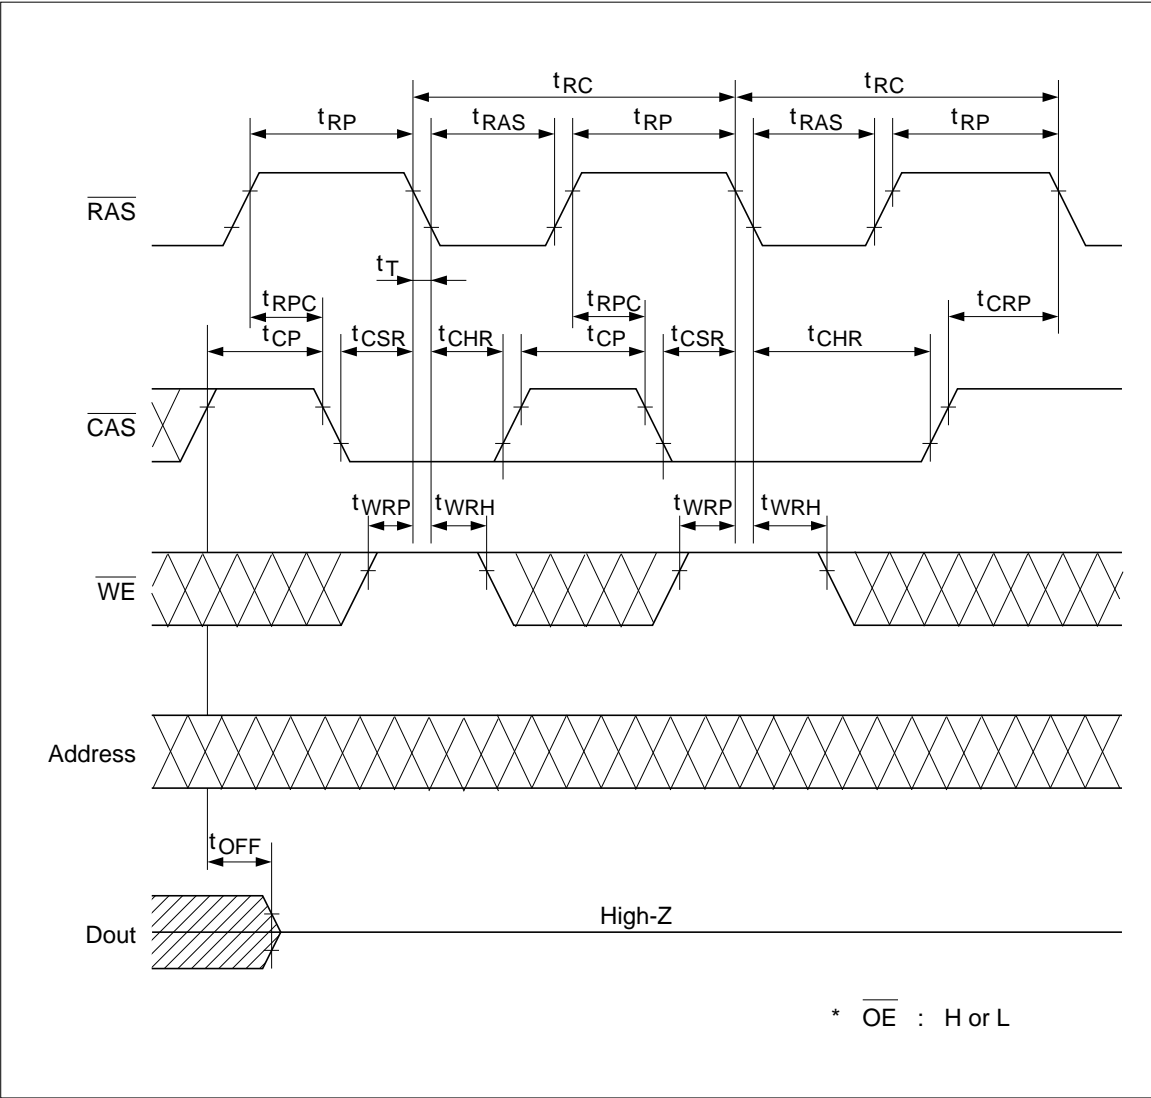 tRC tRC
tRP tRAS tRP tRAS tRP
RAS
tT
tRPC tRPC tCRP
tCP tCSR tCHR tCP tCSR tCHR
CAS
tWRP tWRH tWRP tWRH
WE
Address
tOFF
High-Z
Dout
* OE : H or L